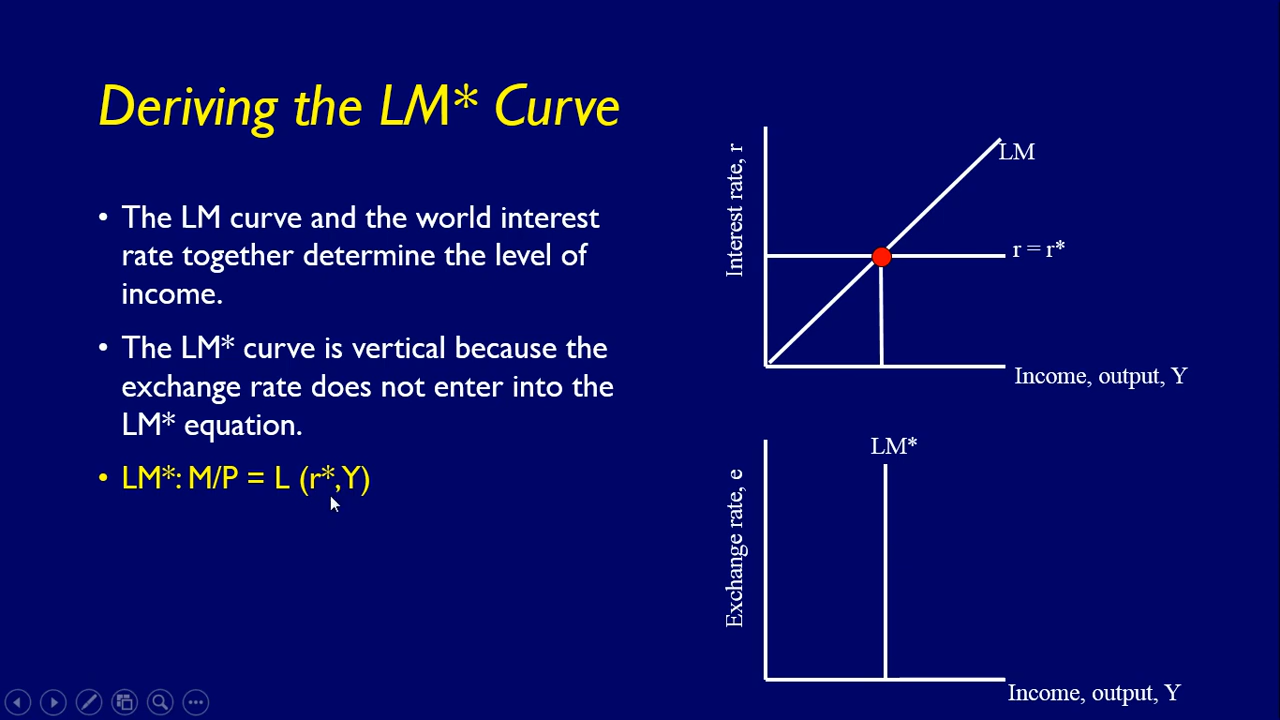 Deriving the LM* Curve
• The LM curve and the world interest
rate together determine the level of
income.
• The LM* curve is vertical because the
exchange rate does not enter into the
LM* equation.
• LM*: M/P = L (r*,Y)
Interest rate, r
LM
r = r*
Income, output, Y
LM*
Exchange rate, e
Income, output, Y